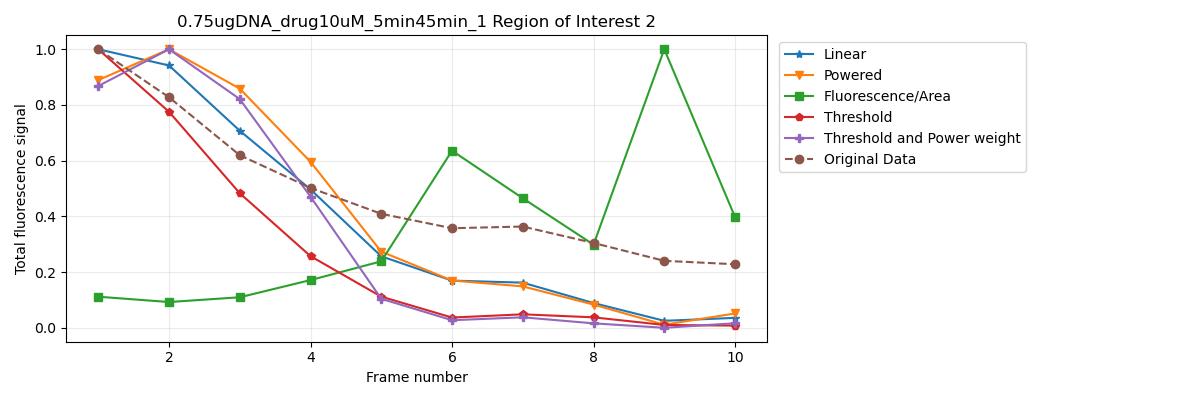 0.75ugDNA_drug10uM_5min45min_1 Region of Interest 2
Total fluorescence signal
1.0
0.8
0.6
0.4
0.2
0.0
2 4 6 8 10
Frame number
Linear
Powered
Fluorescence/Area
Threshold
Threshold and Power weight
Original Data